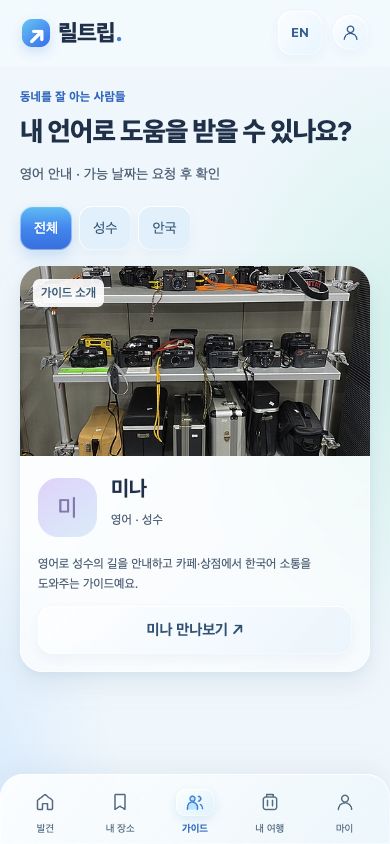 릴트립.
EN
동네를 잘 아는 사람들
내 언어로 도움을 받을 수 있나요?
영어 안내 · 가능 날짜는 요청 후 확인
전체
성수
안국
가이드 소개
미
미나
영어 · 성수
영어로 성수의 길을 안내하고 카페·상점에서 한국어 소통을
도와주는 가이드예요.
미나 만나보기 ↗
발견
내 장소
가이드
내 여행
마이